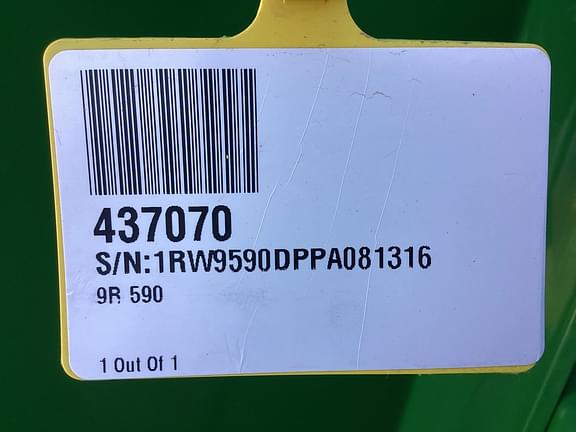 437070
S/N:1RW9590DPPA081316
9R 590
1 Out Of 1